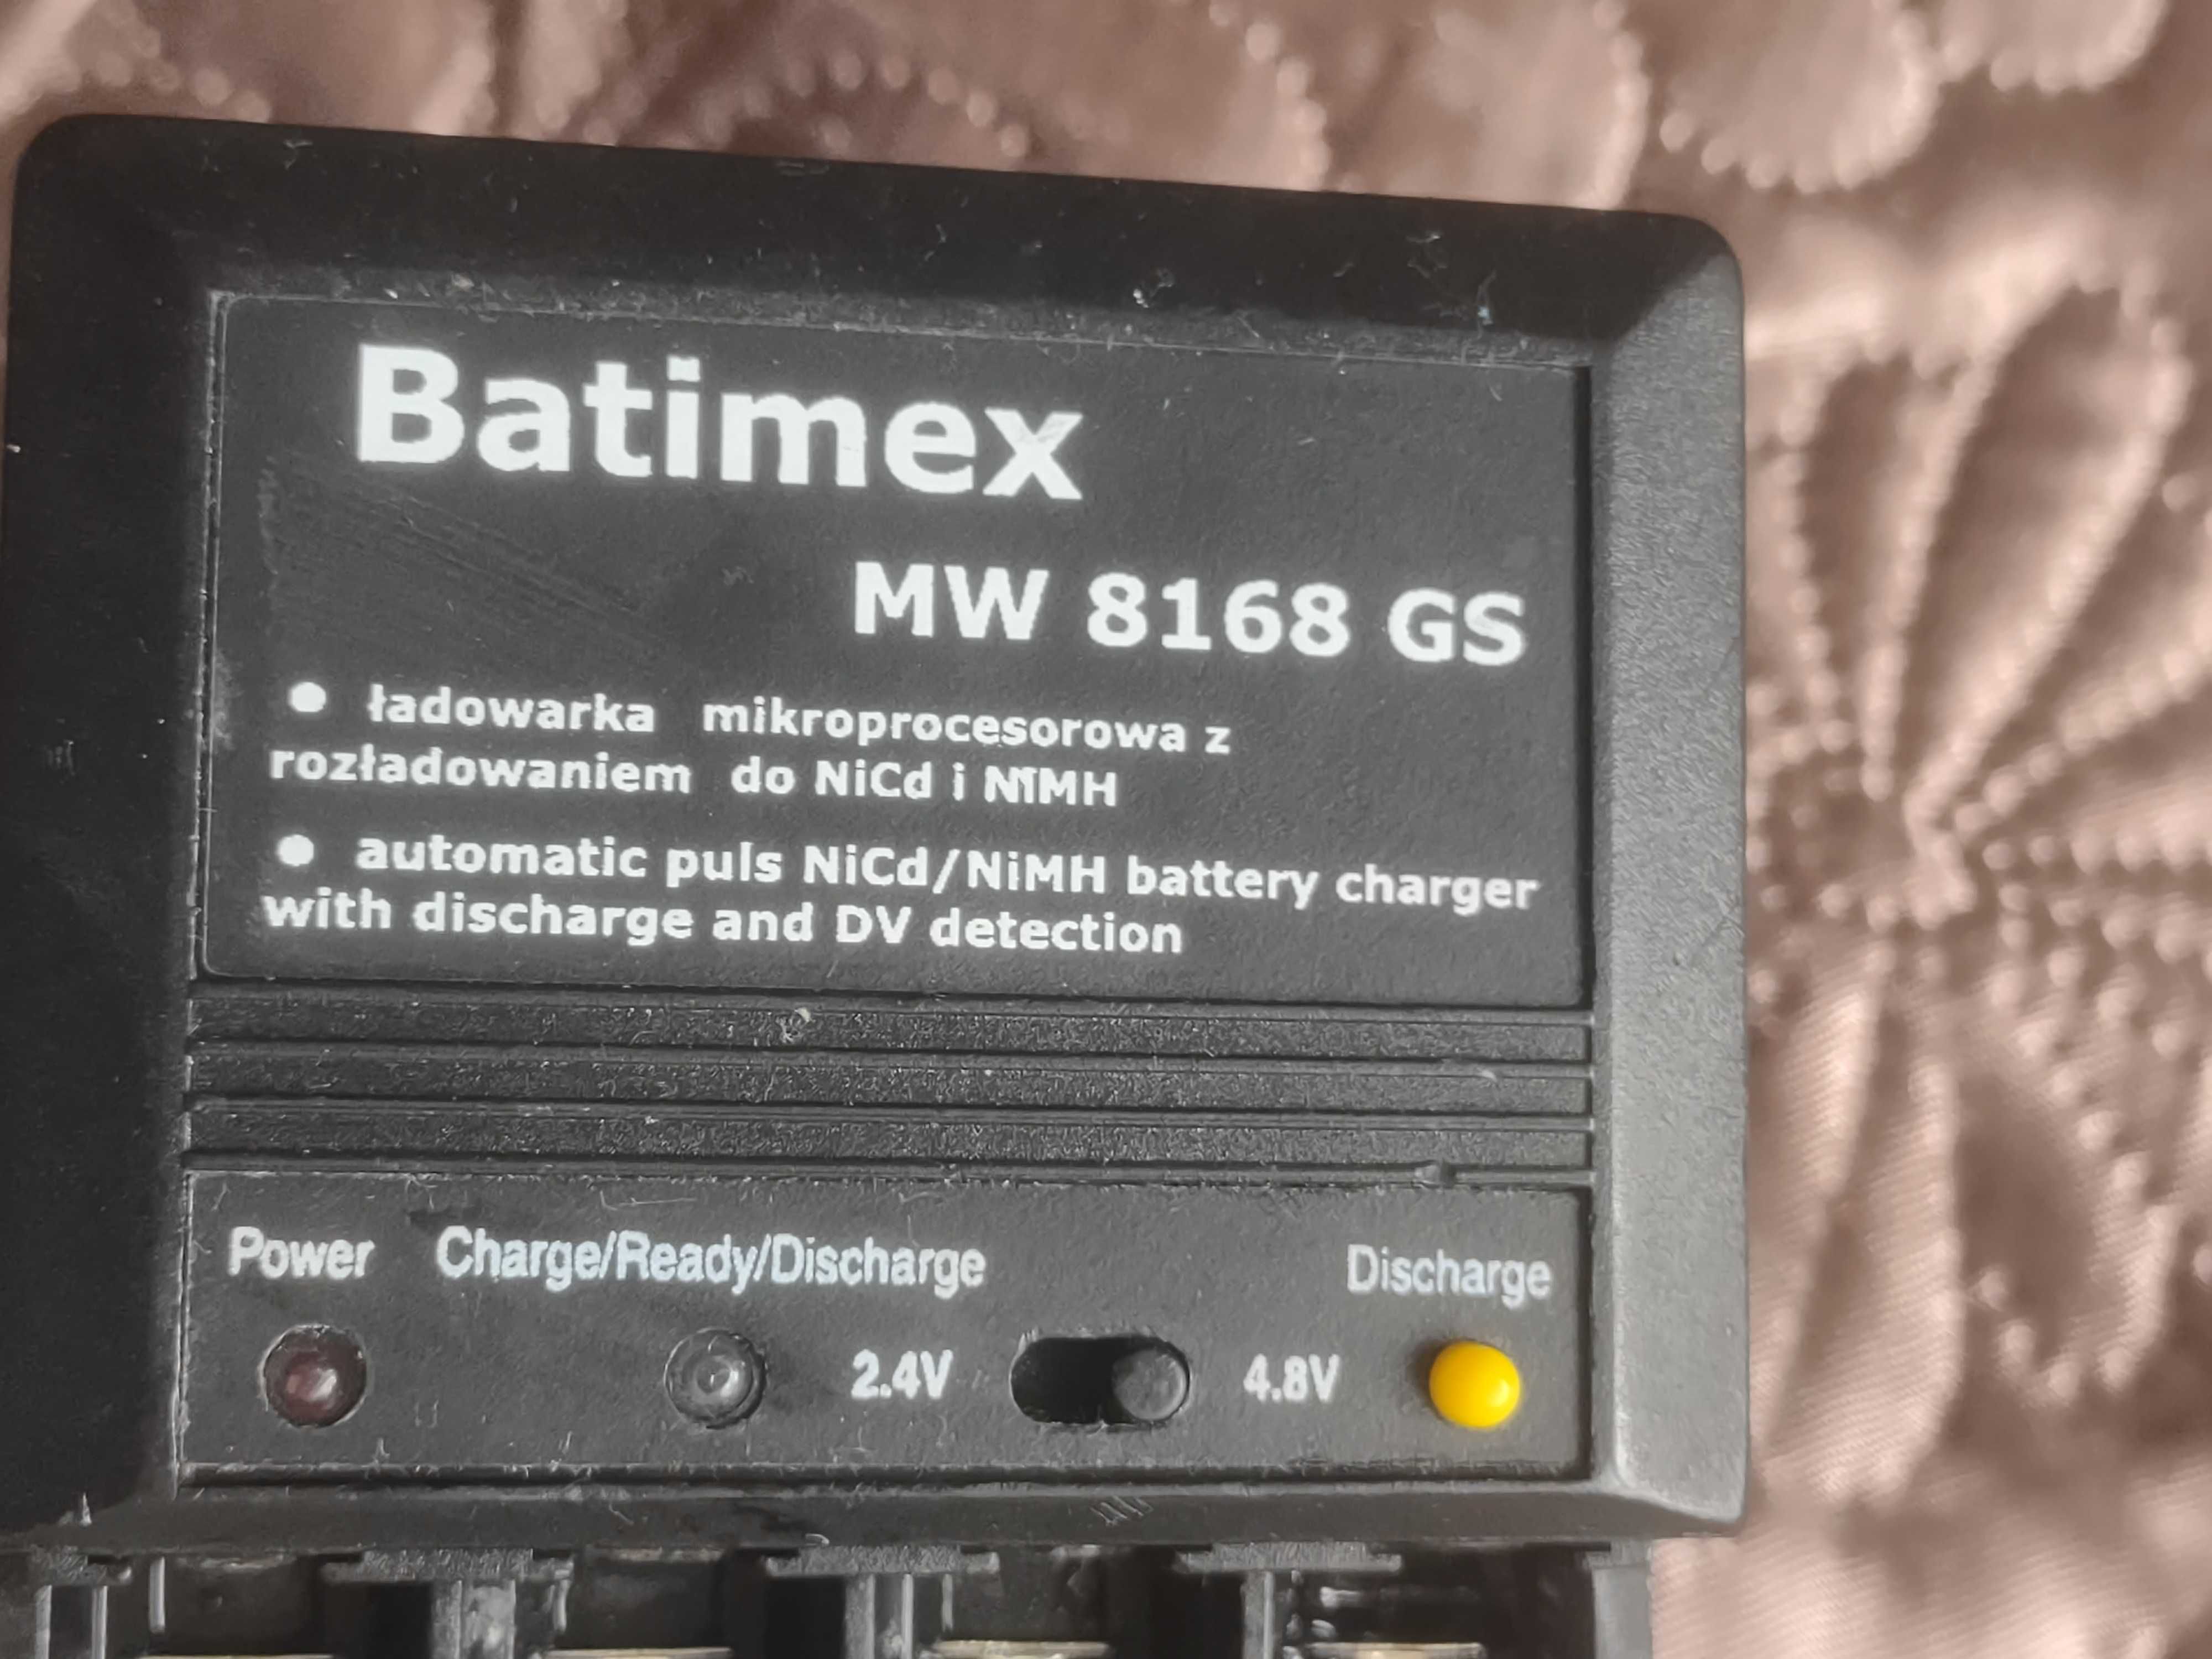 Batimex
MW 8168 GS
● ładowarka mikroprocesorowa z
rozładowaniem do NiCd i NiMH
● automatic puls NiCd/NiMH battery charger
with discharge and DV detection
Power Charge/Ready/Discharge Discharge
2.4V 4.8V